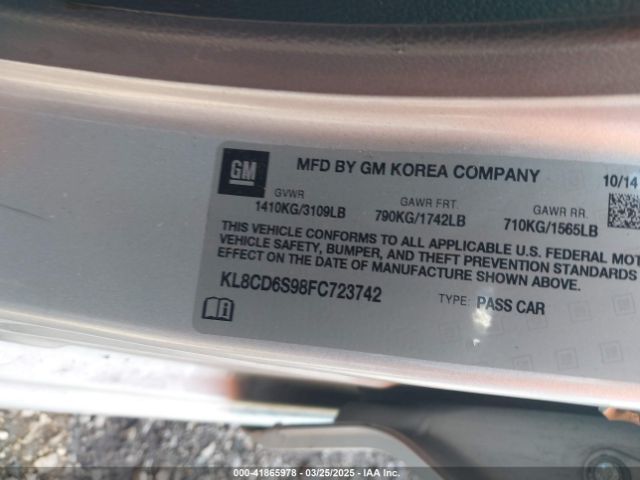 GM
MFD BY GM KOREA COMPANY
10/14
GVWR
GAWR FRT.
GAWR RR.
1410KG/3109LB
790KG/1742LB
710KG/1565LB
THIS VEHICLE CONFORMS TO ALL APPLICABLE U.S. FEDERAL MOT
VEHICLE SAFETY, BUMPER, AND THEFT PREVENTION STANDARDS
EFFECT ON THE DATE OF MANUFACTURE SHOWN ABOVE.
KL8CD6S98FC723742
TYPE: PASS CAR
000-41865978 - 03/25/2025 - IAA Inc.